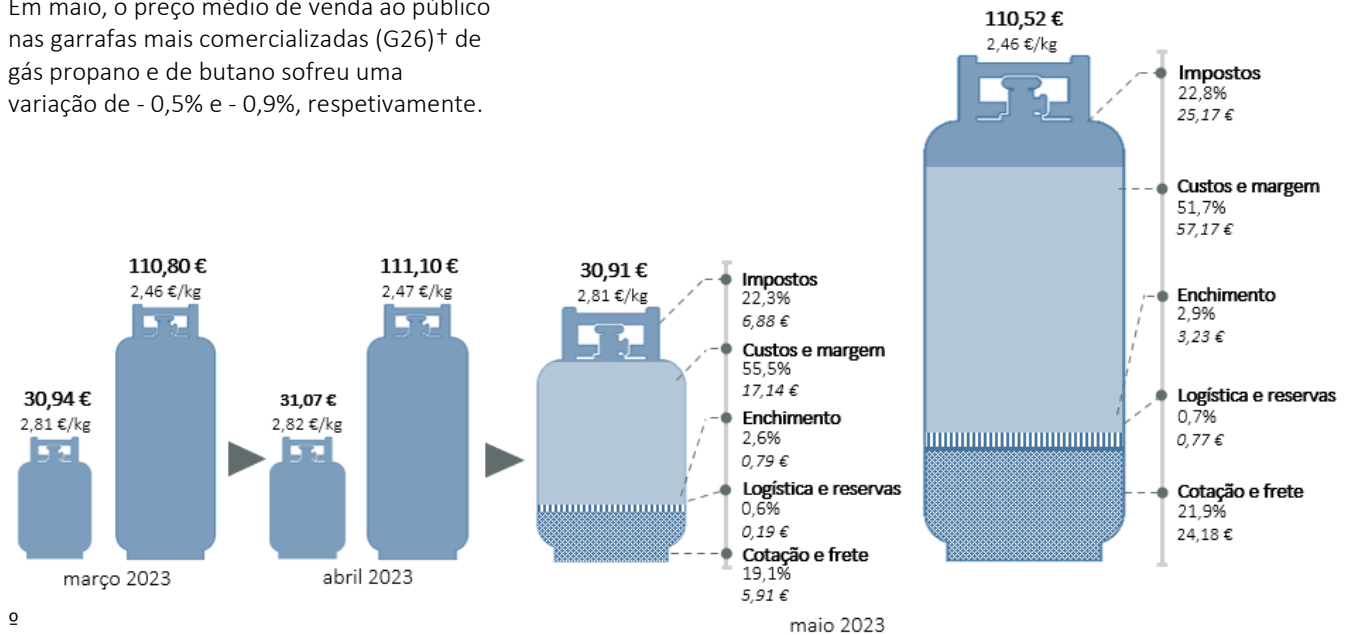 Em maio, o preço médio de venda ao público
nas garrafas mais comercializadas (G26)† de
gás propano e de butano sofreu uma
variação de - 0,5% e - 0,9%, respetivamente.
30,94 €
2,81 €/kg
110,80 €
2,46 €/kg
março 2023
31,07 €
2,82 €/kg
111,10 €
2,47 €/kg
abril 2023
30,91 €
2,81 €/kg
Impostos
22,3%
6,88 €
Custos e margem
55,5%
17,14 €
Enchimento
2,6%
0,79 €
Logística e reservas
0,6%
0,19 €
Cotação e frete
19,1%
5,91 €
110,52 €
2,46 €/kg
Impostos
22,8%
25,17 €
Custos e margem
51,7%
57,17 €
Enchimento
2,9%
3,23 €
Logística e reservas
0,7%
0,77 €
Cotação e frete
21,9%
24,18 €
maio 2023
º